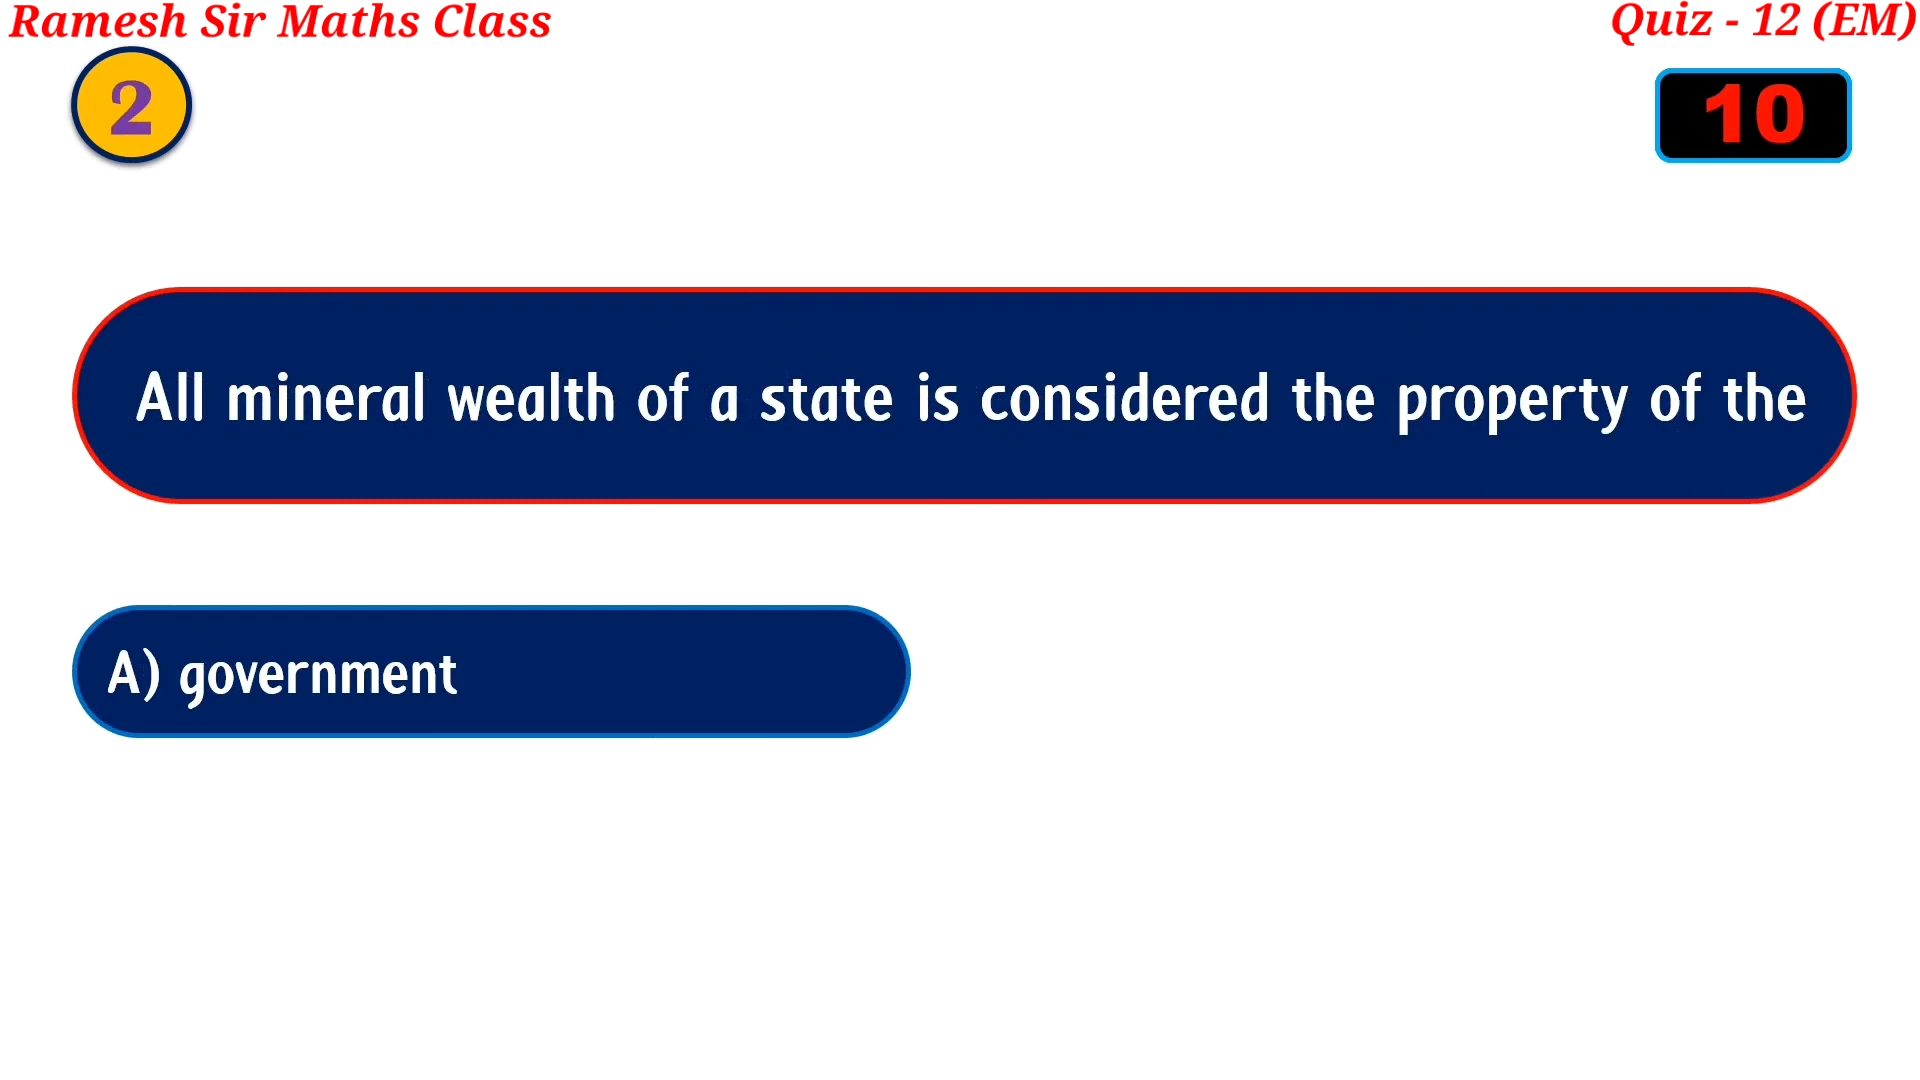 Ramesh Sir Maths Class
Quiz - 12 (EM)
2
10
All mineral wealth of a state is considered the property of the
A) government